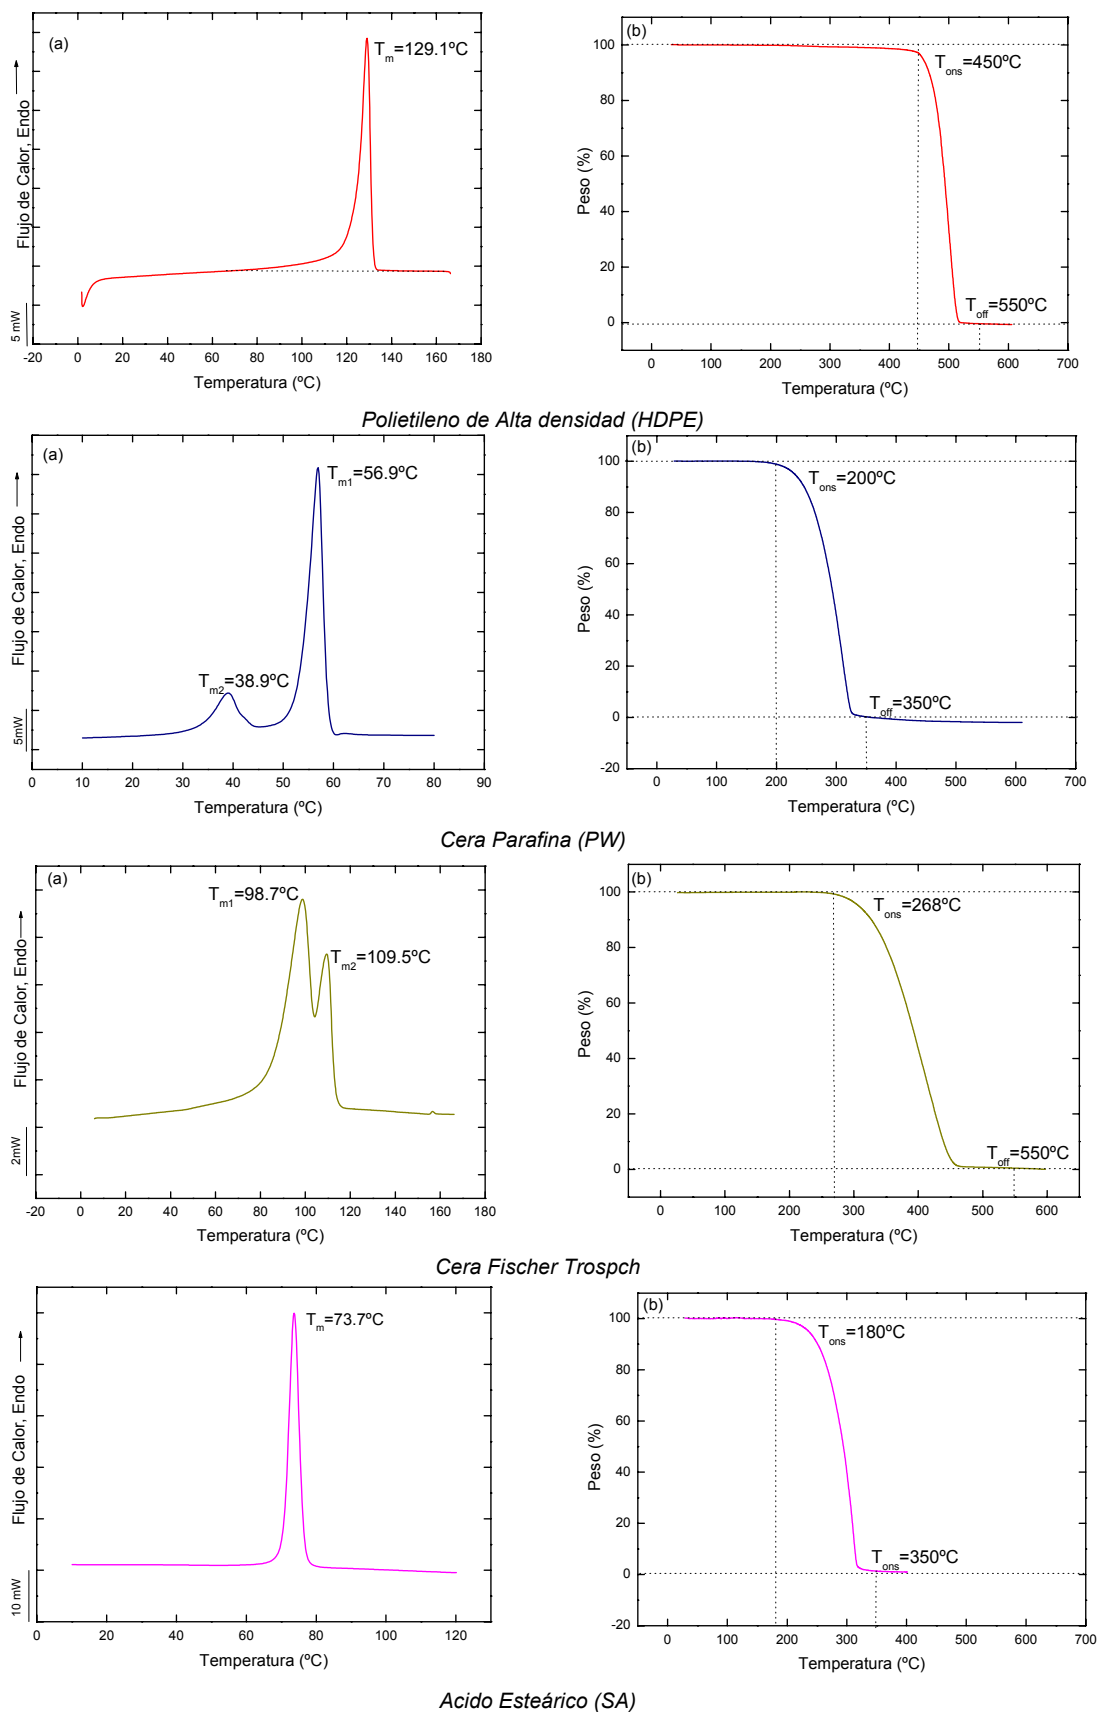 (a)
Tm=129.1ºC
Flujo de Calor, Endo
5 mW
-20 0 20 40 60 80 100 120 140 160 180
Temperatura (ºC)
(b)
Tons=450ºC
Toff=550ºC
Peso (%)
100
80
60
40
20
0
0 100 200 300 400 500 600 700
Temperatura (ºC)
Polietileno de Alta densidad (HDPE)
(a)
Tm1=56.9ºC
Tm2=38.9ºC
Flujo de Calor, Endo
5mW
0 10 20 30 40 50 60 70 80 90
Temperatura (ºC)
(b)
Tons=200ºC
Toff=350ºC
Peso (%)
100
80
60
40
20
0
-20
0 100 200 300 400 500 600 700
Temperatura (ºC)
Cera Parafina (PW)
(a)
Tm1=98.7ºC
Tm2=109.5ºC
Flujo de Calor, Endo
2mW
-20 0 20 40 60 80 100 120 140 160 180
Temperatura (ºC)
(b)
Tons=268ºC
Toff=550ºC
Peso (%)
100
80
60
40
20
0
0 100 200 300 400 500 600
Temperatura (ºC)
Cera Fischer Trospch
Tm=73.7ºC
Flujo de Calor, Endo
10 mW
0 20 40 60 80 100 120
Temperatura (ºC)
(b)
Tons=180ºC
Tons=350ºC
Peso (%)
100
80
60
40
20
0
-20
0 100 200 300 400 500 600 700
Temperatura (ºC)
Acido Esteárico (SA)